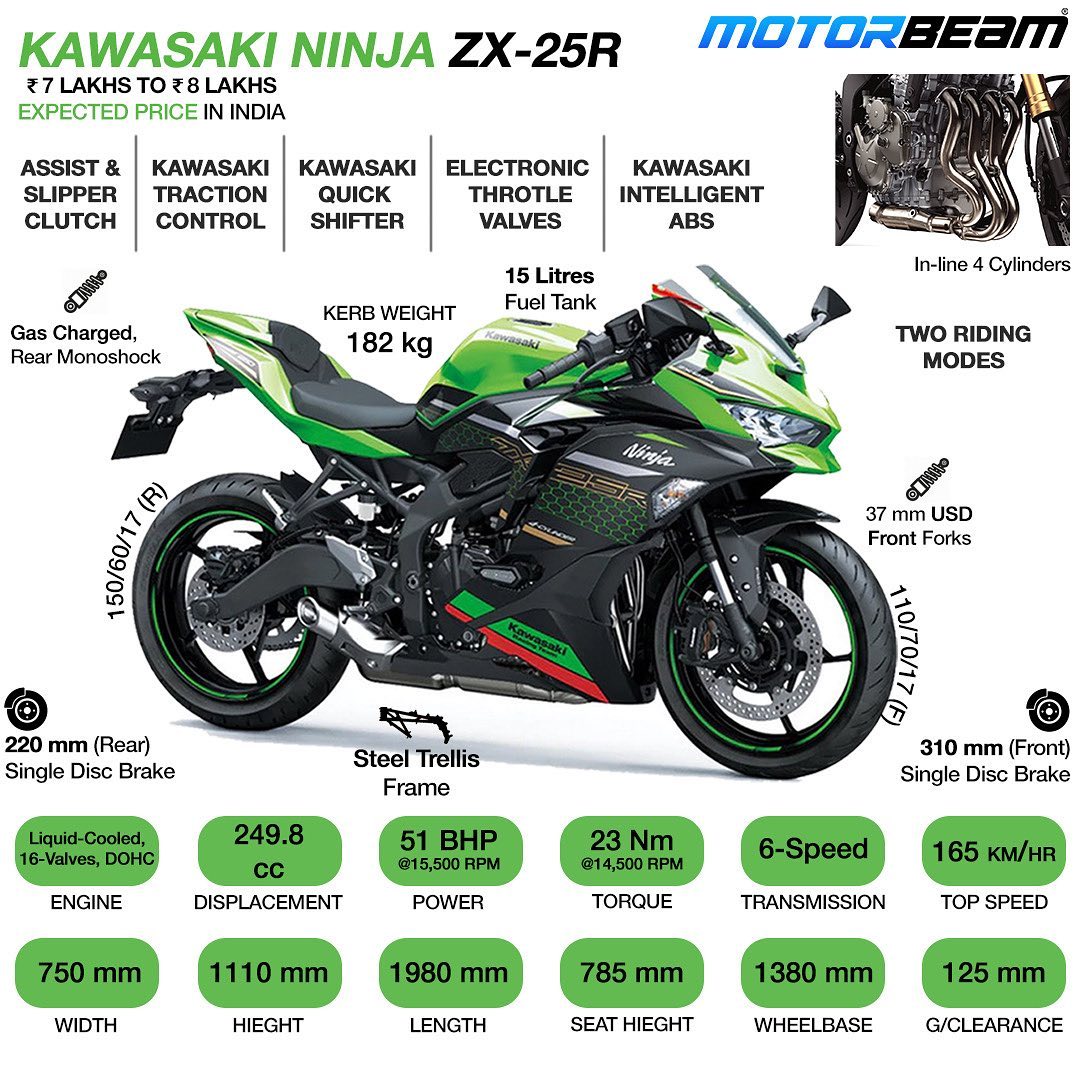 KAWASAKI NINJA ZX-25R
₹ 7 LAKHS TO ₹ 8 LAKHS
EXPECTED PRICE IN INDIA
MOTORBEAM®
ASSIST &
SLIPPER
CLUTCH
KAWASAKI
TRACTION
CONTROL
KAWASAKI
QUICK
SHIFTER
ELECTRONIC
THROTLE
VALVES
KAWASAKI
INTELLIGENT
ABS
In-line 4 Cylinders
Gas Charged,
Rear Monoshock
KERB WEIGHT
182 kg
15 Litres
Fuel Tank
TWO RIDING
MODES
Kawasaki
Ninja
4-CYLINDER
Kawasaki
Racing Team
37 mm USD
Front Forks
150/60/17 (R)
110/70/17 (F)
220 mm (Rear)
Single Disc Brake
Steel Trellis
Frame
310 mm (Front)
Single Disc Brake
Liquid-Cooled,
16-Valves, DOHC
ENGINE
249.8
CC
DISPLACEMENT
51 BHP
@15,500 RPM
POWER
23 Nm
@14,500 RPM
TORQUE
6-Speed
TRANSMISSION
165 KM/HR
TOP SPEED
750 mm
WIDTH
1110 mm
HIEGHT
1980 mm
LENGTH
785 mm
SEAT HIEGHT
1380 mm
WHEELBASE
125 mm
G/CLEARANCE